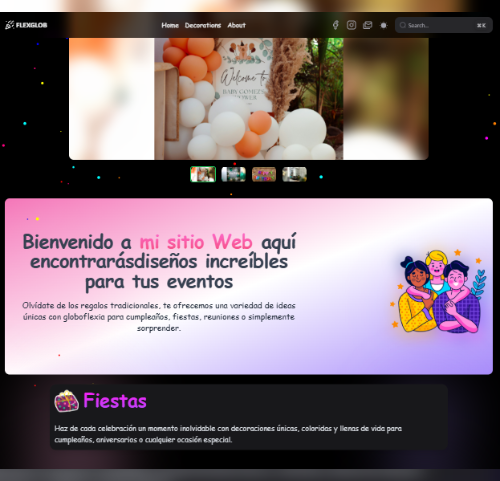 FLEXGLOB
Home Decorations About
Search...
⌘K
Welcome to
Bienvenido a mi sitio Web aquí
encontrarásdiseños increíbles
para tus eventos
Olvídate de los regalos tradicionales, te ofrecemos una variedad de ideas
únicas con globoflexia para cumpleaños, fiestas, reuniones o simplemente
sorprender.
Fiestas
Haz de cada celebración un momento inolvidable con decoraciones únicas, coloridas y llenas de vida para
cumpleaños, aniversarios o cualquier ocasión especial.